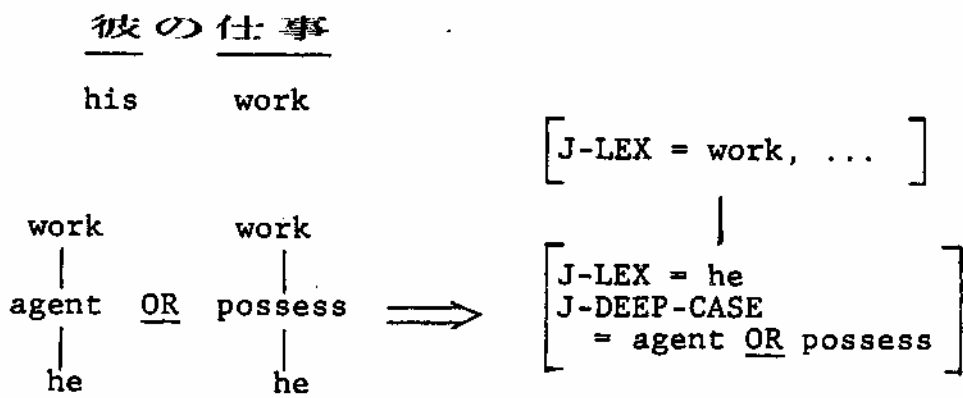 彼の仕事
his work
work work
agent OR possess
he he
J-LEX = work, ...
J-LEX = he
J-DEEP-CASE
= agent OR possess